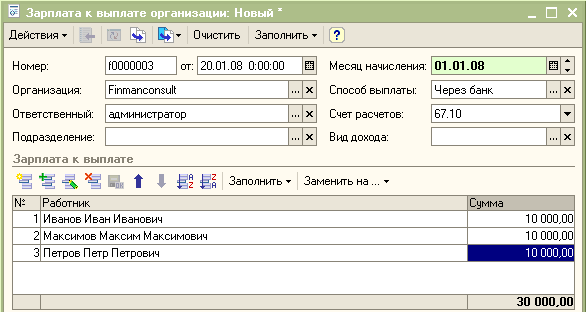 Зарплата к выплате организации: Новый *
Действия Очистить Заполнить ?
Номер: f0000003 от: 20.01.08 0:00:00 Месяц начисления: 01.01.08
Организация: Finmanconsult ... Способ выплаты: Через банк ...
Ответственный: администратор ... Счет расчетов: 67.10
Подразделение: ... Вид дохода: ...
Зарплата к выплате
Заполнить Заменить на ...
№ Работник Сумма
1 Иванов Иван Иванович 10 000,00
2 Максимов Максим Максимович 10 000,00
3 Петров Петр Петрович 10 000,00
30 000,00